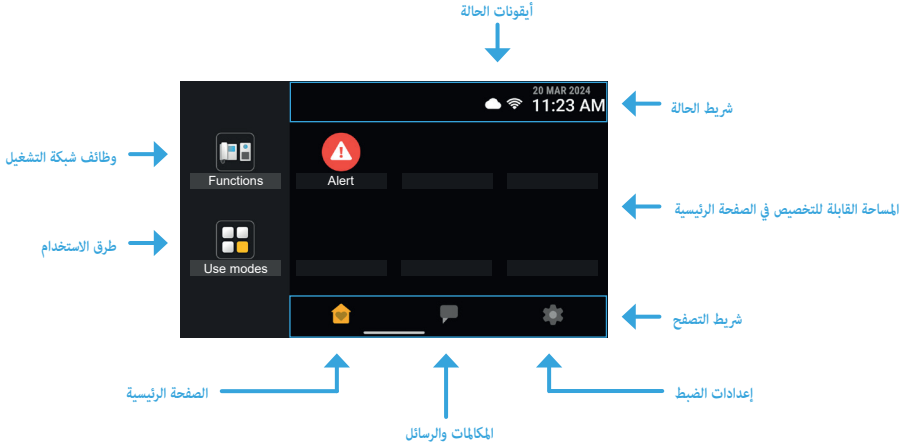 أيقونات الحالة
20 MAR 2024
11:23 AM
شريط الحالة
وظائف شبكة التشغيل
Functions
Alert
المساحة القابلة للتخصيص في الصفحة الرئيسية
طرق الاستخدام
Use modes
شريط التصفح
الصفحة الرئيسية
إعدادات الضبط
المكالمات والرسائل